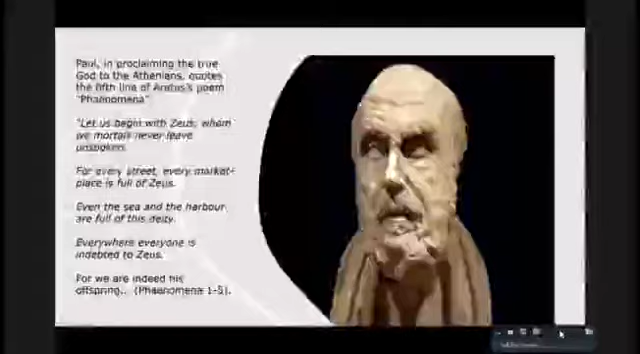 Paul, in proclaiming the true
God to the Athenians, quotes
the fifth line of Aratus's poem
"Phaenomena"
"Let us begin with Zeus, whom
we mortals never leave
unspoken.
For every street, every market-
place is full of Zeus.
Even the sea and the harbour
are full of this deity.
Everywhere everyone is
indebted to Zeus.
For we are indeed his
offspring... (Phaenomena 1-5).